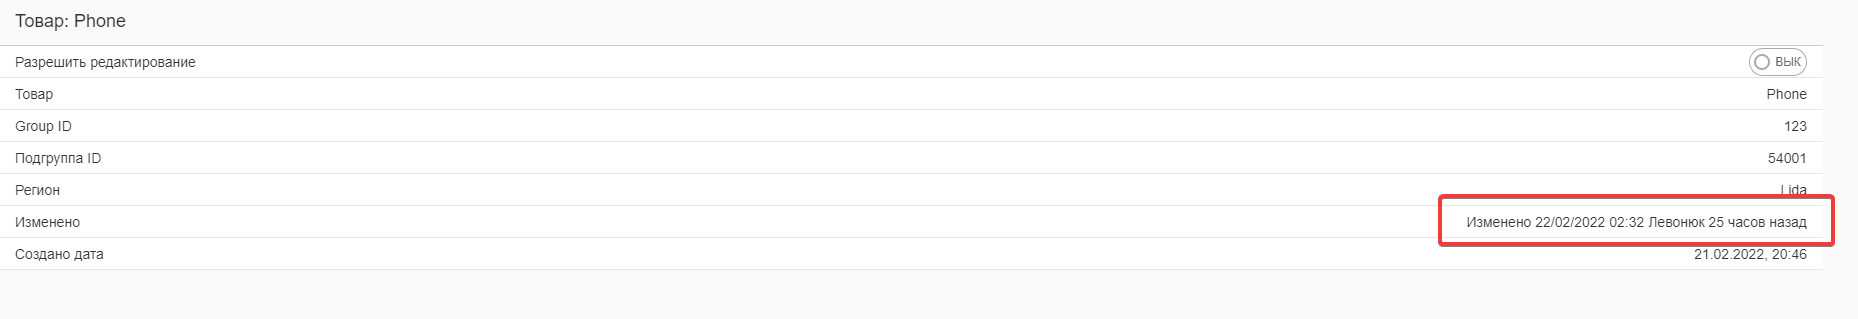 Товар: Phone
Разрешить редактирование ВЫК
Товар Phone
Group ID 123
Подгруппа ID 54001
Регион Lida
Изменено Изменено 22/02/2022 02:32 Левонюк 25 часов назад
Создано дата 21.02.2022, 20:46